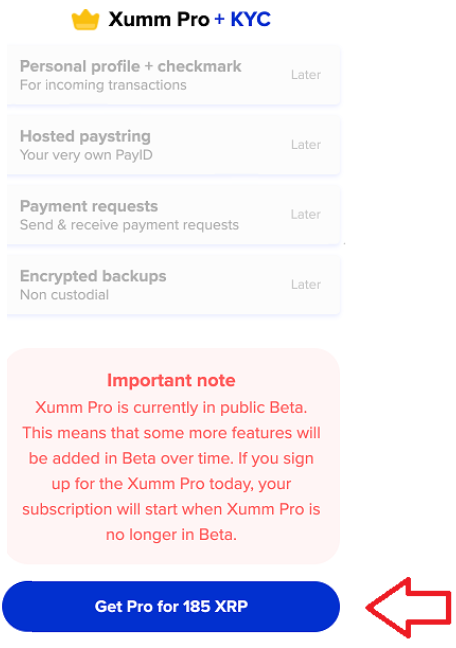 Xumm Pro + KYC
Personal profile + checkmark
Later
For incoming transactions
Hosted paystring
Later
Your very own PayID
Payment requests
Later
Send & receive payment requests
Encrypted backups
Later
Non custodial
Important note
Xumm Pro is currently in public Beta.
This means that some more features will
be added in Beta over time. If you sign
up for the Xumm Pro today, your
subscription will start when Xumm Pro is
no longer in Beta.
Get Pro for 185 XRP